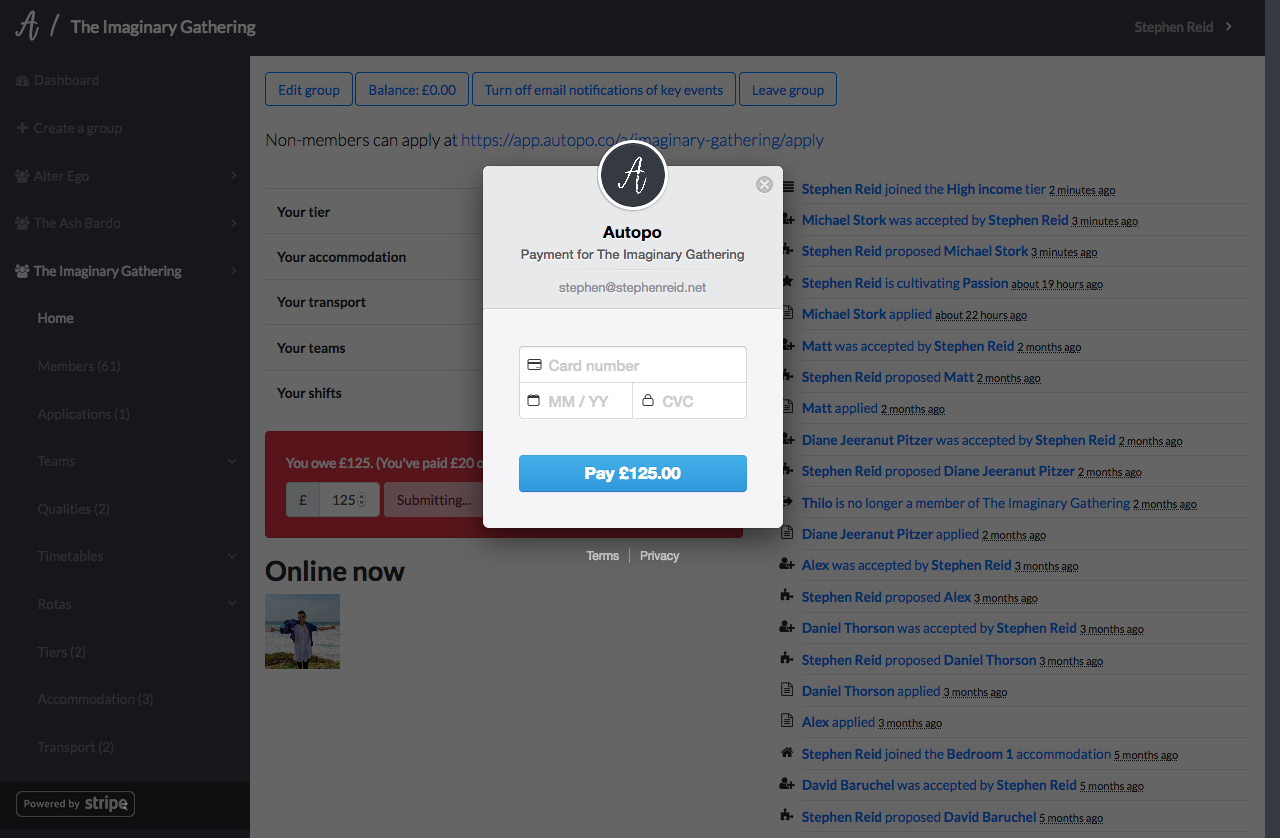 A / The Imaginary Gathering
Stephen Reid
Dashboard
Create a group
Alter Ego
The Ash Bardo
The Imaginary Gathering
Home
Members (61)
Applications (1)
Teams
Qualities (2)
Timetables
Rotas
Tiers (2)
Accommodation (3)
Transport (2)
Powered by stripe
Edit group
Balance: £0.00
Turn off email notifications of key events
Leave group
Non-members can apply at https://app.autopo.co/a/imaginary-gathering/apply
Your tier
Your accommodation
Your transport
Your teams
Your shifts
You owe £125. (You've paid £20
£ 125 Submitting...
Online now
A
Autopo
Payment for The Imaginary Gathering
stephen@stephenreid.net
Card number
MM / YY
CVC
Pay £125.00
Terms
Privacy
Stephen Reid joined the High income tier 2 minutes ago
Michael Stork was accepted by Stephen Reid 3 minutes ago
Stephen Reid proposed Michael Stork 3 minutes ago
Stephen Reid is cultivating Passion about 19 hours ago
Michael Stork applied about 22 hours ago
Matt was accepted by Stephen Reid 2 months ago
Stephen Reid proposed Matt 2 months ago
Matt applied 2 months ago
Diane Jeeranut Pitzer was accepted by Stephen Reid 2 months ago
Stephen Reid proposed Diane Jeeranut Pitzer 2 months ago
Thilo is no longer a member of The Imaginary Gathering 2 months ago
Diane Jeeranut Pitzer applied 2 months ago
Alex was accepted by Stephen Reid 3 months ago
Stephen Reid proposed Alex 3 months ago
Daniel Thorson was accepted by Stephen Reid 3 months ago
Stephen Reid proposed Daniel Thorson 3 months ago
Daniel Thorson applied 3 months ago
Alex applied 3 months ago
Stephen Reid joined the Bedroom 1 accommodation 5 months ago
David Baruchel was accepted by Stephen Reid 5 months ago
Stephen Reid proposed David Baruchel 5 months ago